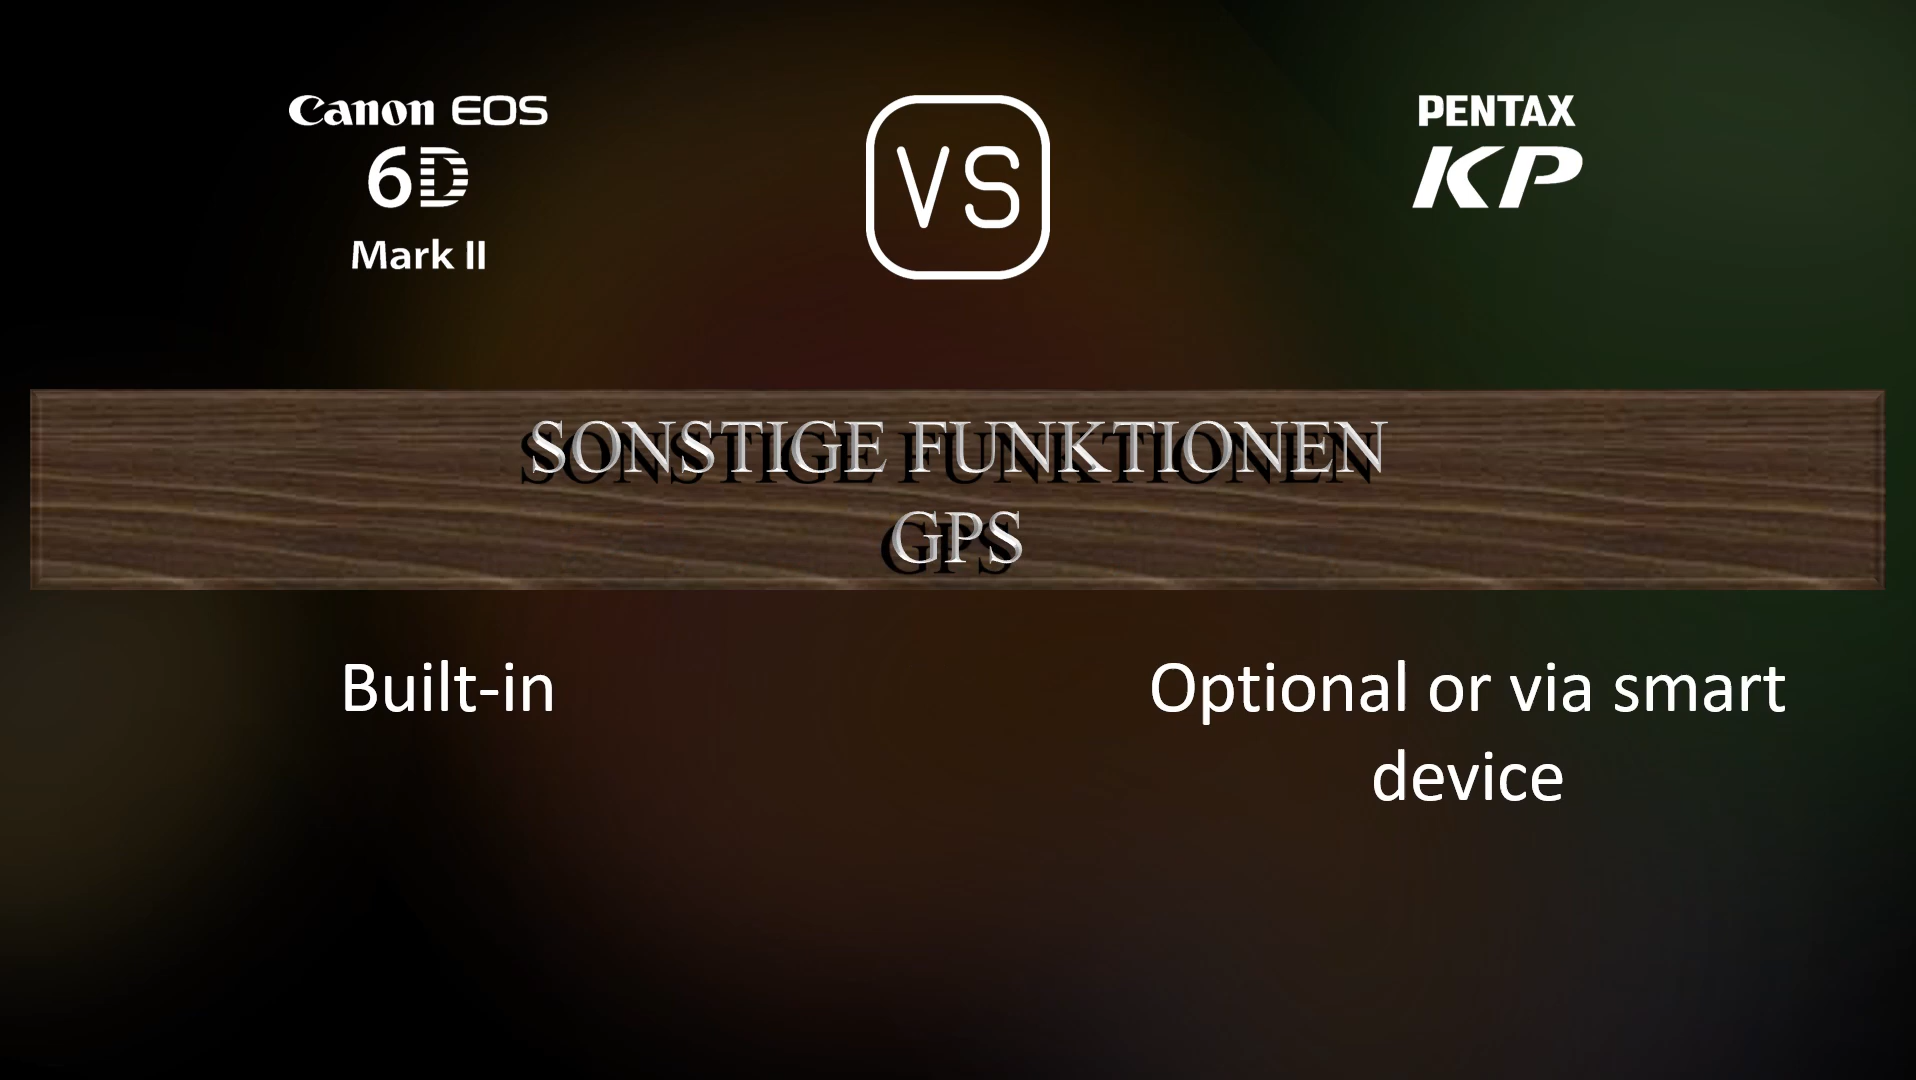 Canon EOS
6D
Mark II
VS
PENTAX
KP
SONSTIGE FUNKTIONEN
GPS
Built-in
Optional or via smart
device